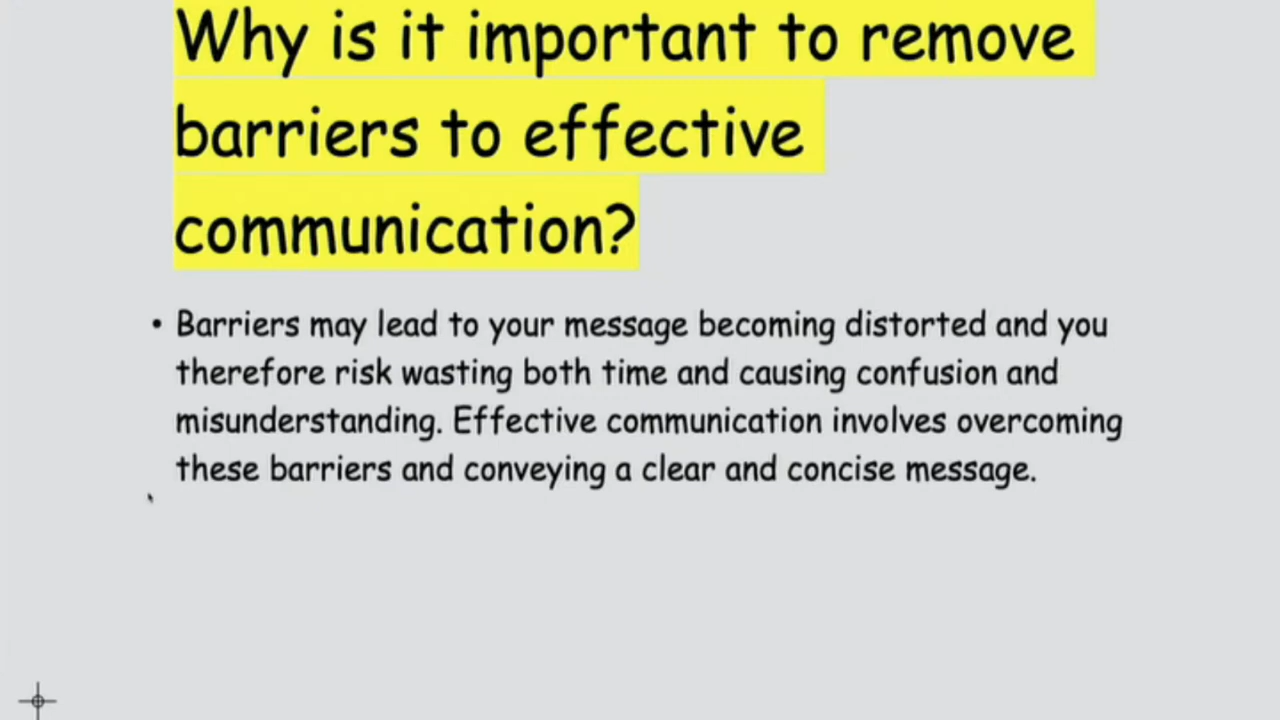 Why is it important to remove
barriers to effective
communication?
• Barriers may lead to your message becoming distorted and you
therefore risk wasting both time and causing confusion and
misunderstanding. Effective communication involves overcoming
these barriers and conveying a clear and concise message.